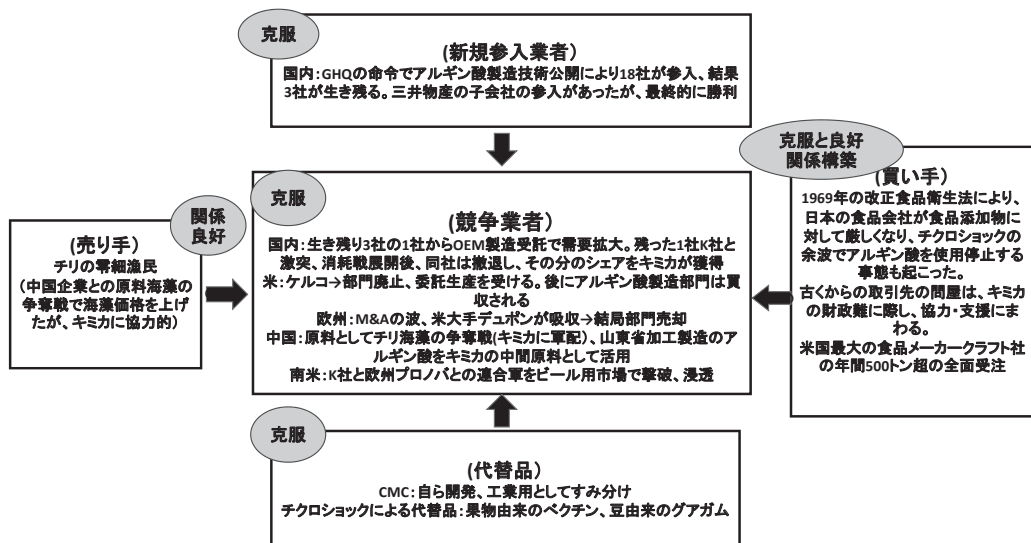 克服
(新規参入業者)
国内：GHQの命令でアルギン酸製造技術公開により18社が参入、結果
3社が生き残る。三井物産の子会社の参入があったが、最終的に勝利
関係
良好
(売り手)
チリの零細漁民
（中国企業との原料海藻の
争奪戦で海藻価格を上げ
たが、キミカに協力的）
克服
(競争業者)
国内：生き残り3社の1社からOEM製造受託で需要拡大。残った1社K社と
激突、消耗戦展開後、同社は撤退し、その分のシェアをキミカが獲得
米：ケルコ→部門廃止、委託生産を受ける。後にアルギン酸製造部門は買
収される
欧州：M&Aの波、米大手デュポンが吸収→結局部門売却
中国：原料としてチリ海藻の争奪戦(キミカに軍配)、山東省加工製造のア
ルギン酸をキミカの中間原料として活用
南米：K社と欧州プロノバとの連合軍をビール用市場で撃破、浸透
克服と良好
関係構築
(買い手)
1969年の改正食品衛生法により、
日本の食品会社が食品添加物に
対して厳しくなり、チクロショックの
余波でアルギン酸を使用停止する
事態も起こった。
古くからの取引先の問屋は、キミカ
の財政難に際し、協力・支援にま
わる。
米国最大の食品メーカークラフト社
の年間500トン超の全面受注
克服
(代替品)
CMC：自ら開発、工業用としてすみ分け
チクロショックによる代替品：果物由来のペクチン、豆由来のグアガム